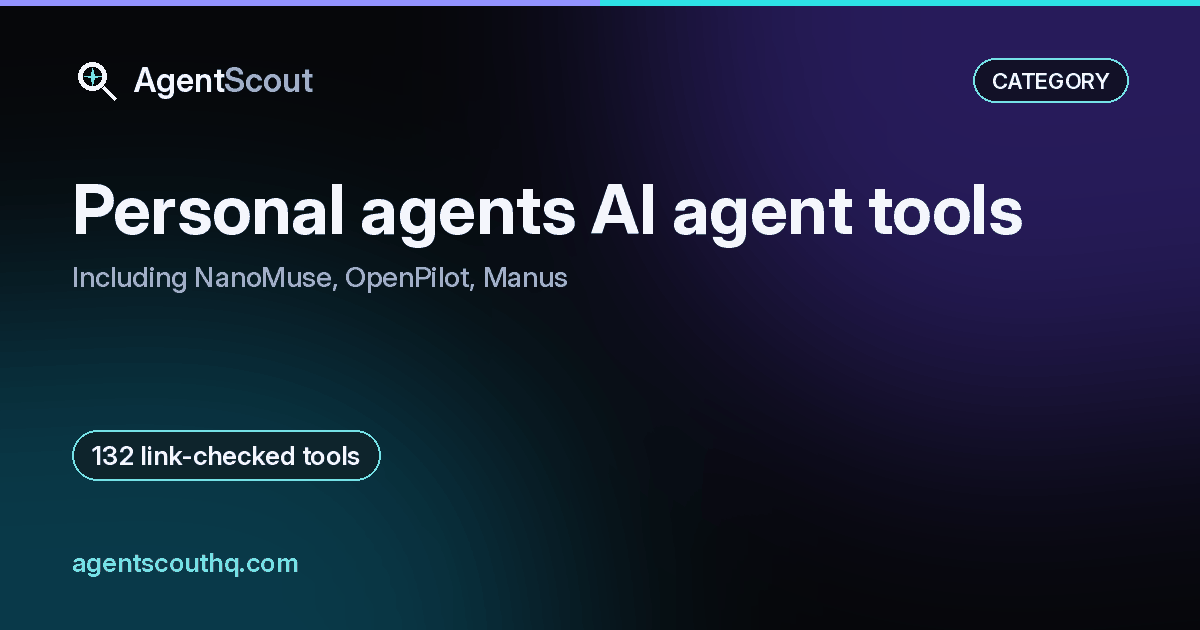 AgentScout
CATEGORY
Personal agents AI agent tools
Including NanoMuse, OpenPilot, Manus
132 link-checked tools
agentscouthq.com